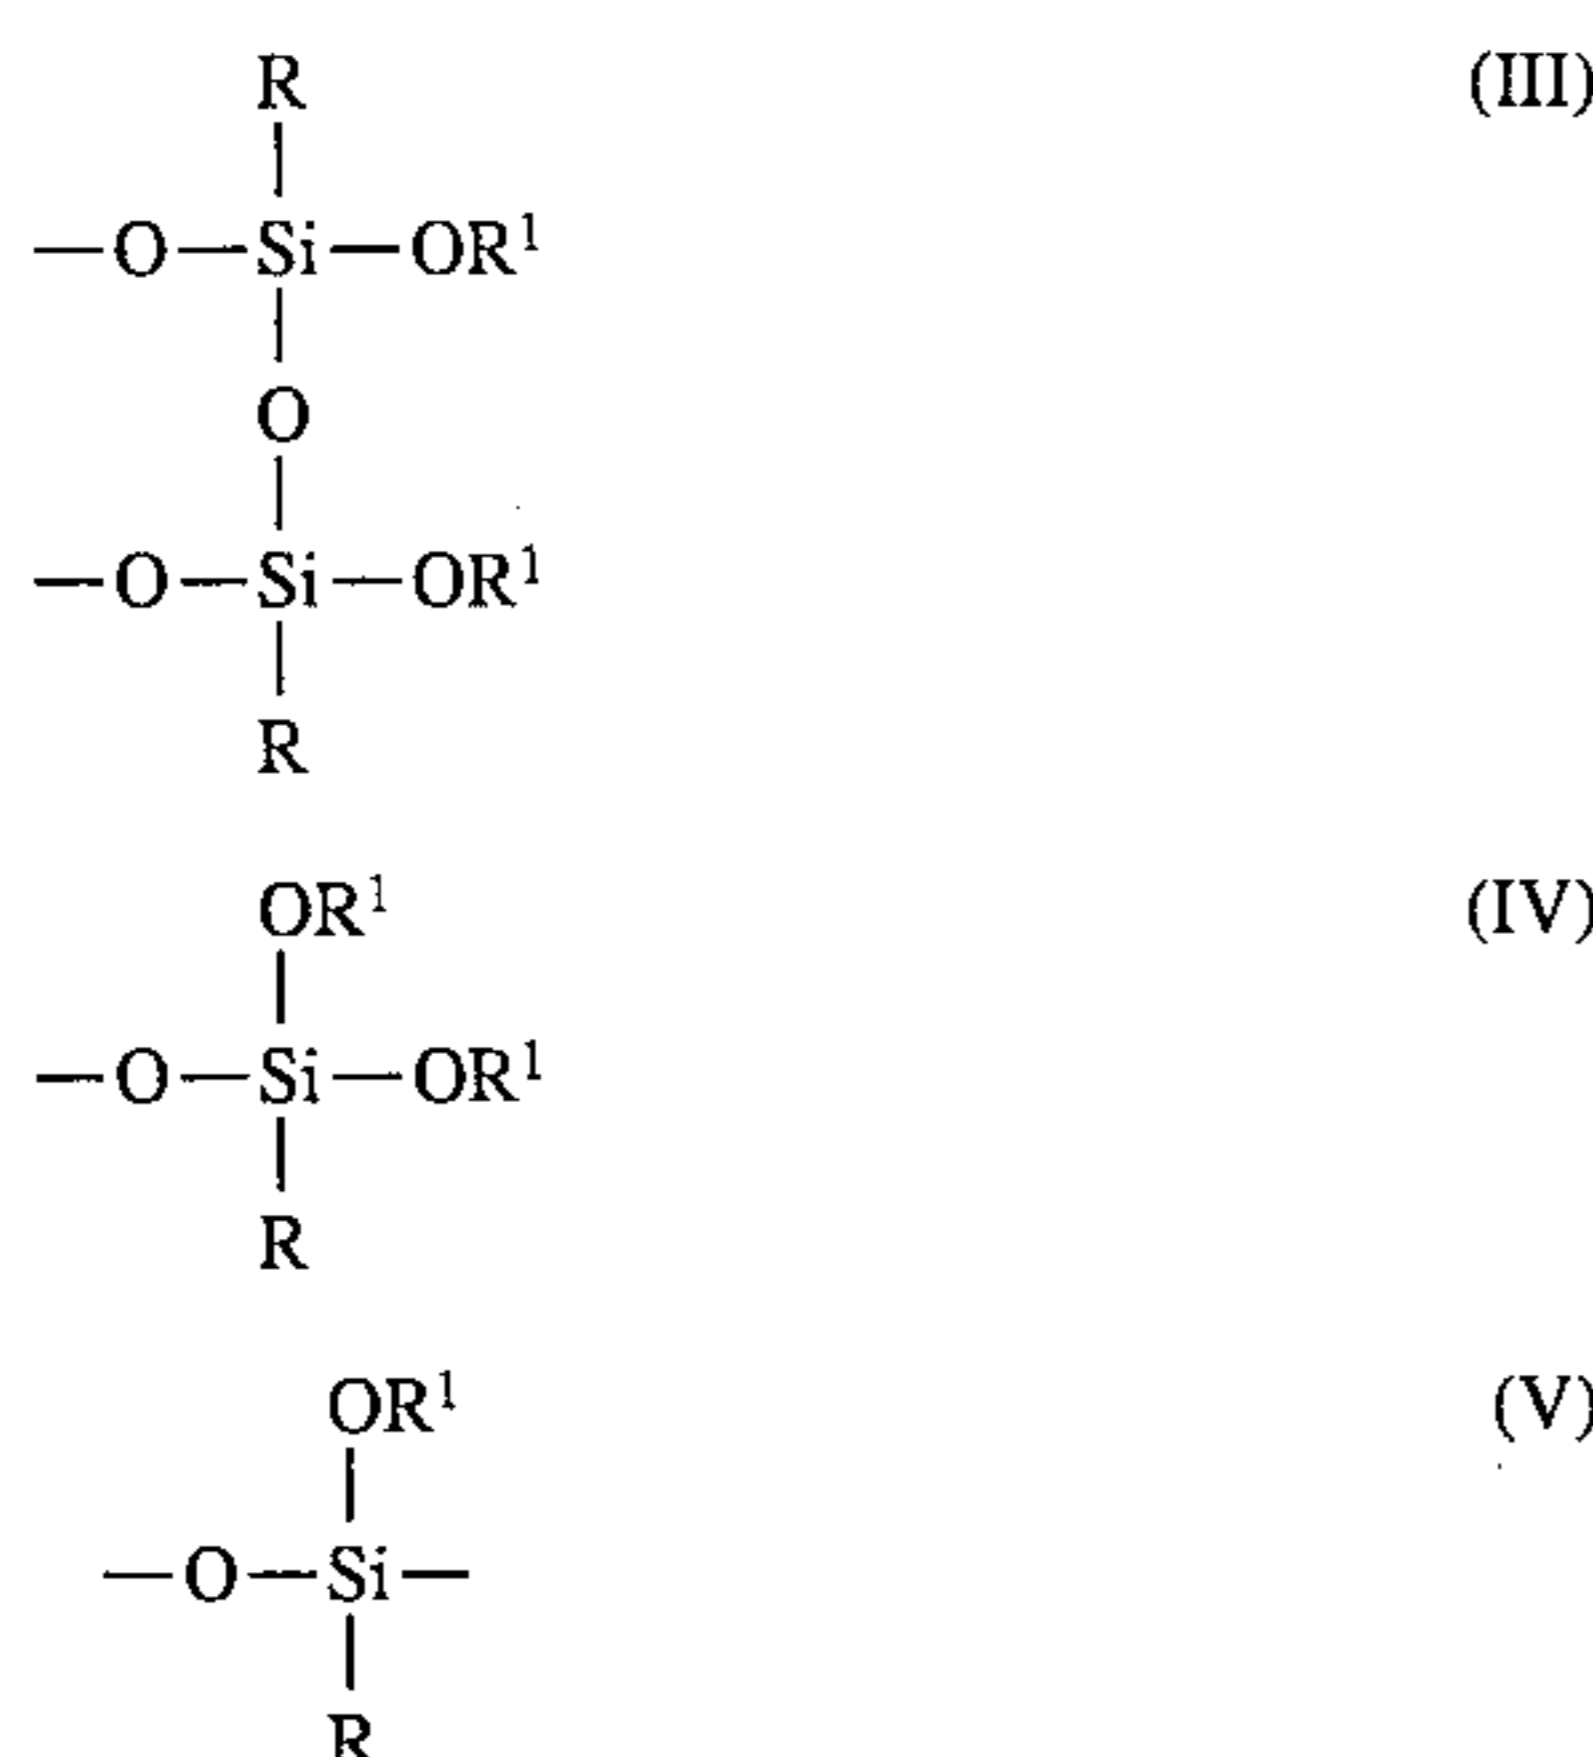 R (III)
—O—Si—OR¹
O
—O—Si—OR¹
R
OR¹ (IV)
—O—Si—OR¹
R
OR¹ (V)
—O—Si—
R